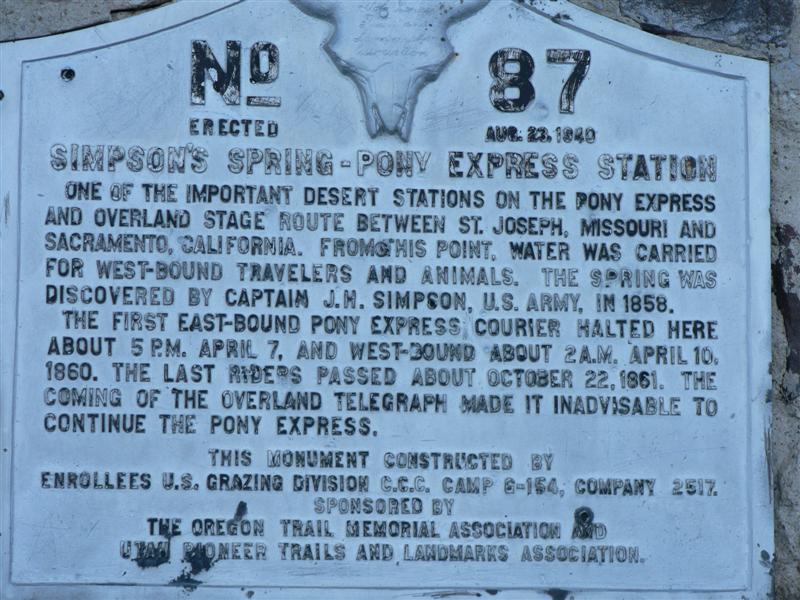 No 87
ERECTED AUG. 23, 1940
SIMPSON'S SPRING-PONY EXPRESS STATION
ONE OF THE IMPORTANT DESERT STATIONS ON THE PONY EXPRESS
AND OVERLAND STAGE ROUTE BETWEEN ST. JOSEPH, MISSOURI AND
SACRAMENTO, CALIFORNIA. FROM THIS POINT, WATER WAS CARRIED
FOR WEST-BOUND TRAVELERS AND ANIMALS. THE SPRING WAS
DISCOVERED BY CAPTAIN J.H. SIMPSON, U.S. ARMY, IN 1858.
THE FIRST EAST-BOUND PONY EXPRESS COURIER HALTED HERE
ABOUT 5 P.M. APRIL 7, AND WEST-BOUND ABOUT 2 A.M. APRIL 10,
1860. THE LAST RIDERS PASSED ABOUT OCTOBER 22, 1861. THE
COMING OF THE OVERLAND TELEGRAPH MADE IT INADVISABLE TO
CONTINUE THE PONY EXPRESS.
THIS MONUMENT CONSTRUCTED BY
ENROLLEES U.S. GRAZING DIVISION C.C.C. CAMP G-154, COMPANY 2517.
SPONSORED BY
THE OREGON TRAIL MEMORIAL ASSOCIATION AND
UTAH PIONEER TRAILS AND LANDMARKS ASSOCIATION.